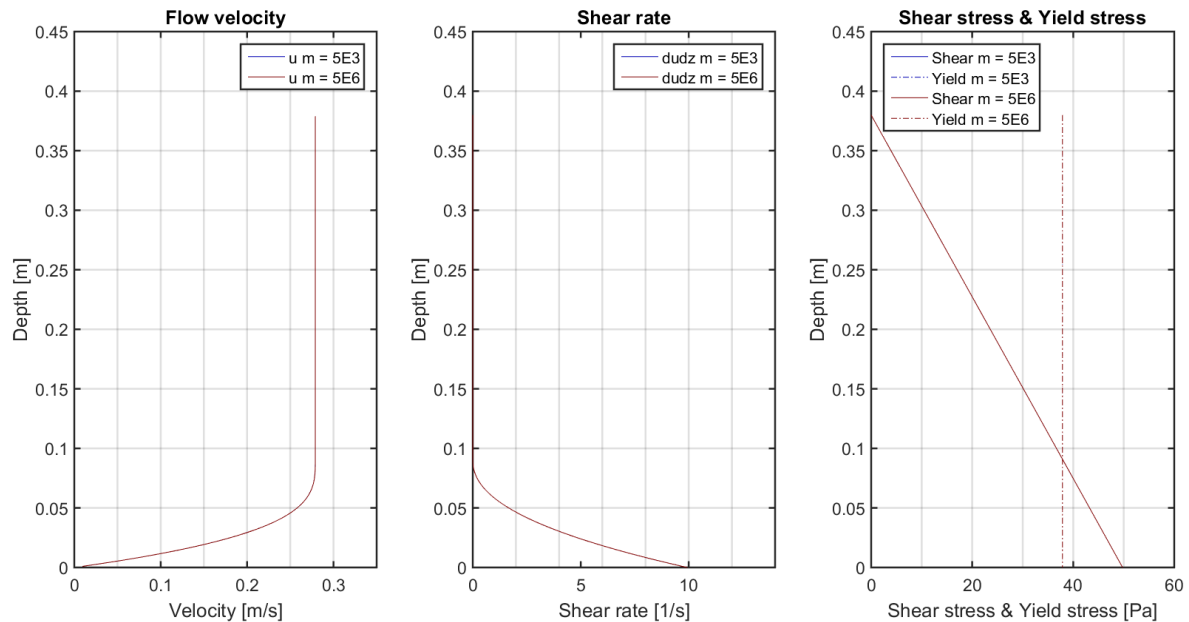 Flow velocity
0.45
0.4
0.35
0.3
0.25
0.2
0.15
0.1
0.05
0
Depth [m]
u m = 5E3
u m = 5E6
0
0.1
0.2
0.3
Velocity [m/s]
Shear rate
0.45
0.4
0.35
0.3
0.25
0.2
0.15
0.1
0.05
0
Depth [m]
dudz m = 5E3
dudz m = 5E6
0
5
10
Shear rate [1/s]
Shear stress & Yield stress
0.45
0.4
0.35
0.3
0.25
0.2
0.15
0.1
0.05
0
Depth [m]
Shear m = 5E3
Yield m = 5E3
Shear m = 5E6
Yield m = 5E6
0
20
40
60
Shear stress & Yield stress [Pa]